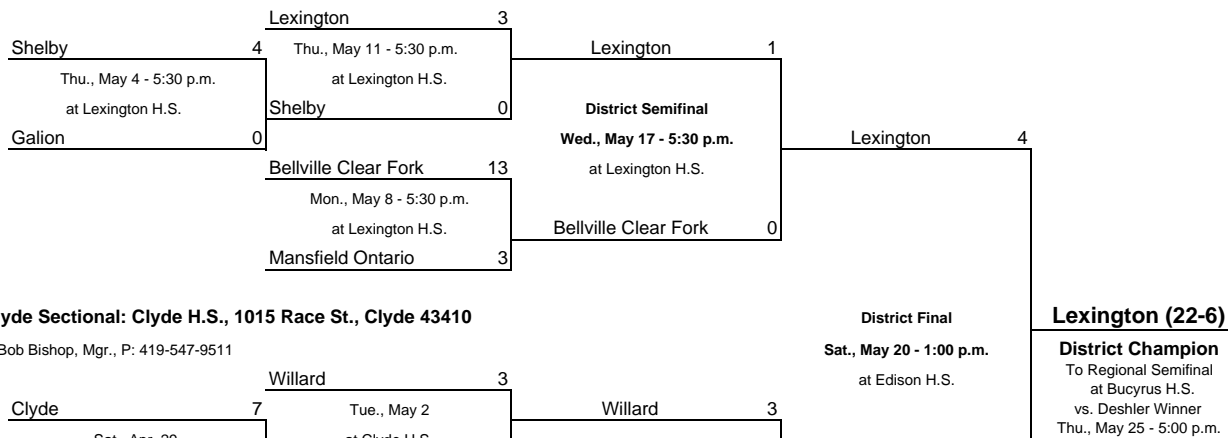 Lexington 3
Shelby 4
Thu., May 11 - 5:30 p.m.
Lexington 1
Thu., May 4 - 5:30 p.m.
at Lexington H.S.
at Lexington H.S.
Shelby 0
District Semifinal
Galion 0
Wed., May 17 - 5:30 p.m.
Lexington 4
Bellville Clear Fork 13
at Lexington H.S.
Mon., May 8 - 5:30 p.m.
at Lexington H.S.
Bellville Clear Fork 0
Mansfield Ontario 3
yde Sectional: Clyde H.S., 1015 Race St., Clyde 43410
District Final
Lexington (22-6)
Bob Bishop, Mgr., P: 419-547-9511
Sat., May 20 - 1:00 p.m.
District Champion
Willard 3
at Edison H.S.
To Regional Semifinal
at Bucyrus H.S.
Clyde 7
Tue., May 2
Willard 3
vs. Deshler Winner
Thu., May 25 - 5:00 p.m.
Sat., Apr. 29
at Clyde H.S.